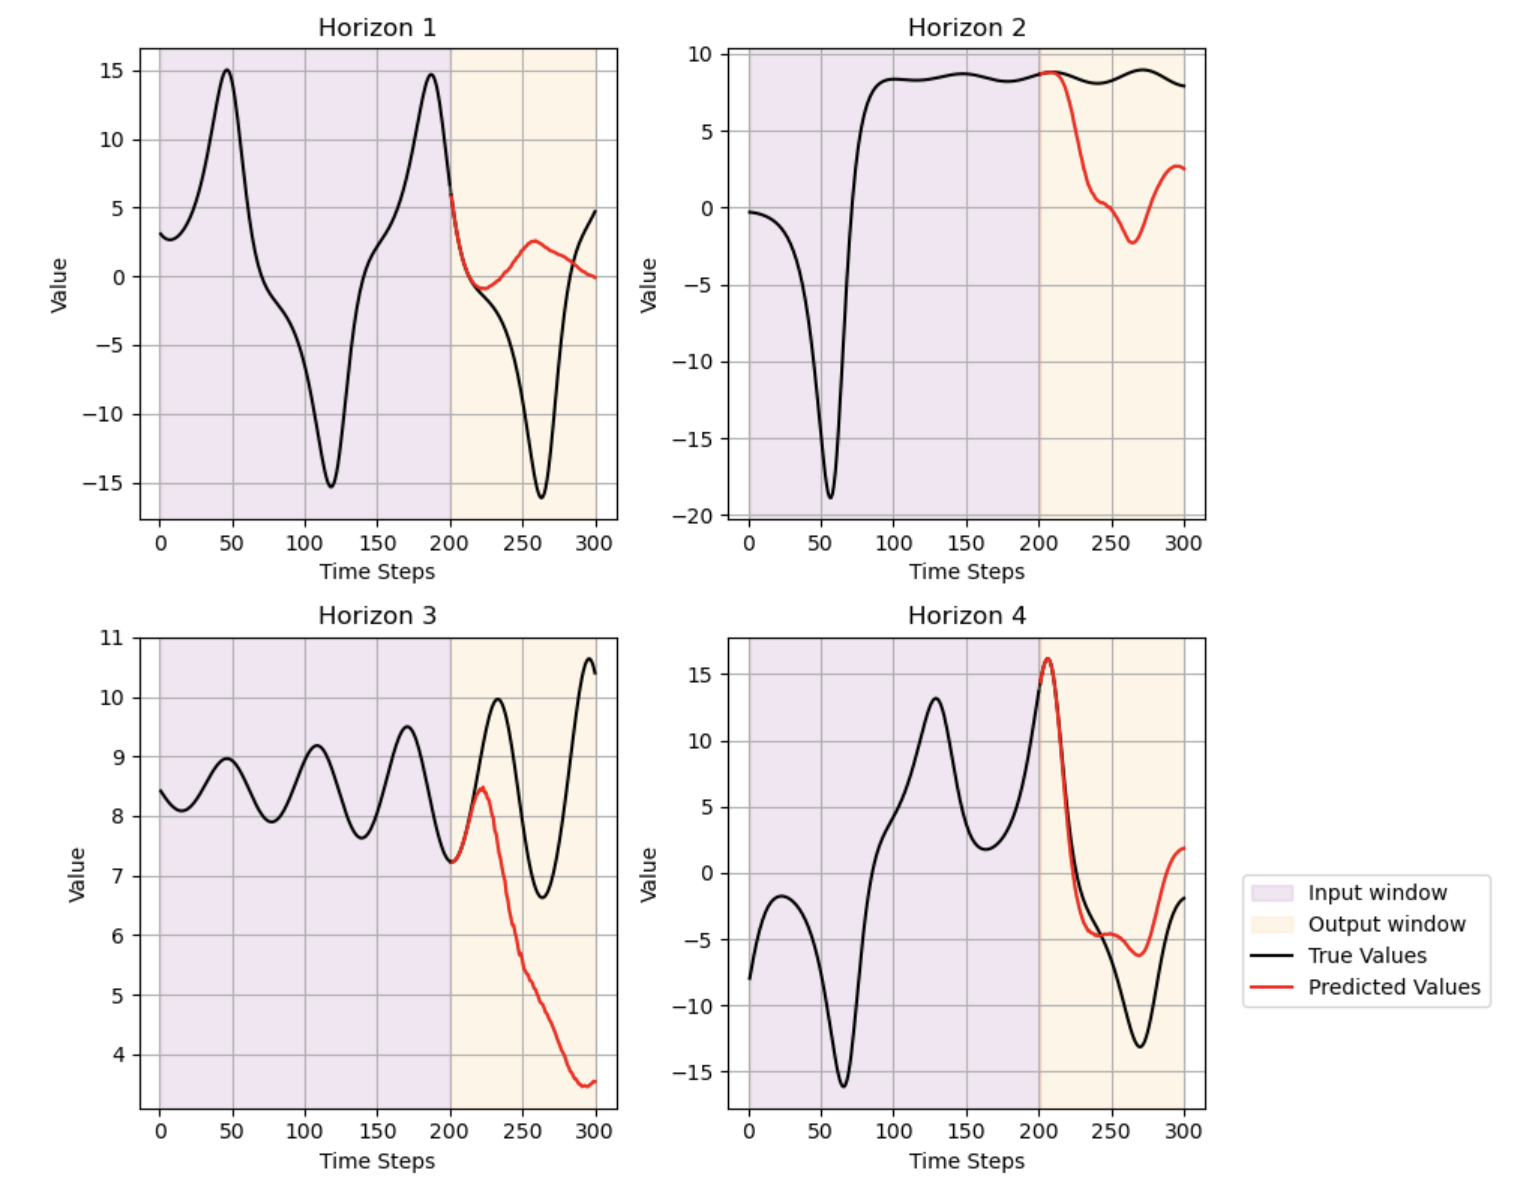 Horizon 1
15
10
5
0
−5
−10
−15
Value
0 50 100 150 200 250 300
Time Steps
Horizon 2
10
5
0
−5
−10
−15
−20
Value
0 50 100 150 200 250 300
Time Steps
Horizon 3
11
10
9
8
7
6
5
4
Value
0 50 100 150 200 250 300
Time Steps
Horizon 4
15
10
5
0
−5
−10
−15
Value
0 50 100 150 200 250 300
Time Steps
Input window
Output window
True Values
Predicted Values